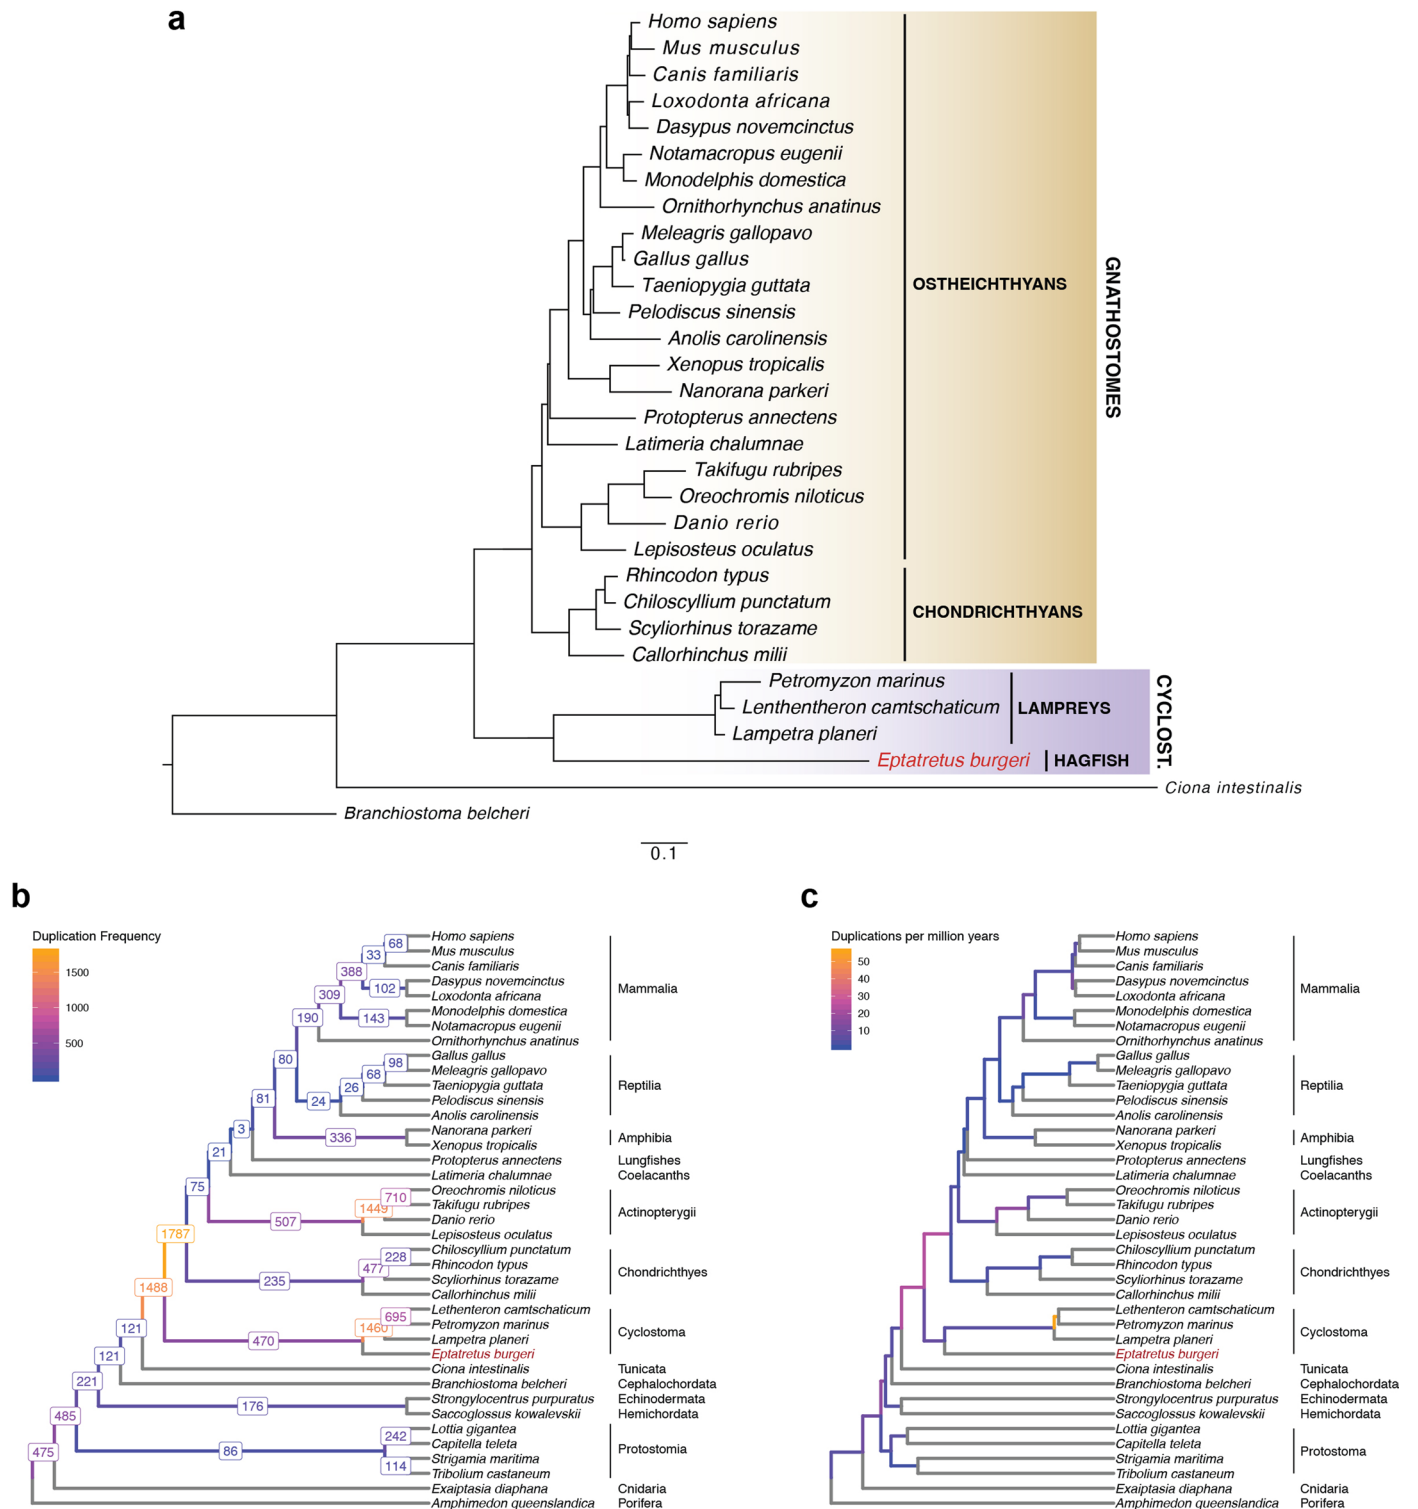 a
Homo sapiens
Mus musculus
Canis familiaris
Loxodonta africana
Dasypus novemcinctus
Notamacropus eugenii
Monodelphis domestica
Ornithorhynchus anatinus
Meleagris gallopavo
Gallus gallus
Taeniopygia guttata
Pelodiscus sinensis
Anolis carolinensis
Xenopus tropicalis
Nanorana parkeri
Protopterus annectens
Latimeria chalumnae
Takifugu rubripes
Oreochromis niloticus
Danio rerio
Lepisosteus oculatus
OSTHEICHTHYANS
GNATHOSTOMES
Rhincodon typus
Chiloscyllium punctatum
Scyliorhinus torazame
Callorhinchus milii
CHONDRICHTHYANS
Petromyzon marinus
Lenthentheron camtschaticum
Lampetra planeri
LAMPREYS
Eptatretus burgeri
HAGFISH
CYCLOST.
Ciona intestinalis
Branchiostoma belcheri
0.1
b
Duplication Frequency
1500
1000
500
68
33
388
102
309
143
190
80
98
68
26
24
81
336
3
21
75
710
1449
507
1787
228
477
235
1488
695
1460
470
121
121
221
176
485
242
86
114
475
Homo sapiens
Mus musculus
Canis familiaris
Dasypus novemcinctus
Loxodonta africana
Monodelphis domestica
Notamacropus eugenii
Ornithorhynchus anatinus
Gallus gallus
Meleagris gallopavo
Taeniopygia guttata
Pelodiscus sinensis
Anolis carolinensis
Nanorana parkeri
Xenopus tropicalis
Protopterus annectens
Latimeria chalumnae
Oreochromis niloticus
Takifugu rubripes
Danio rerio
Lepisosteus oculatus
Chiloscyllium punctatum
Rhincodon typus
Scyliorhinus torazame
Callorhinchus milii
Lethenteron camtschaticum
Petromyzon marinus
Lampetra planeri
Eptatretus burgeri
Ciona intestinalis
Branchiostoma belcheri
Strongylocentrus purpuratus
Saccoglossus kowalevskii
Lottia gigantea
Capitella teleta
Strigamia maritima
Tribolium castaneum
Exaiptasia diaphana
Amphimedon queenslandica
Mammalia
Reptilia
Amphibia
Lungfishes
Coelacanths
Actinopterygii
Chondrichthyes
Cyclostoma
Tunicata
Cephalochordata
Echinodermata
Hemichordata
Protostomia
Cnidaria
Porifera
c
Duplications per million years
50
40
30
20
10
Homo sapiens
Mus musculus
Canis familiaris
Dasypus novemcinctus
Loxodonta africana
Monodelphis domestica
Notamacropus eugenii
Ornithorhynchus anatinus
Gallus gallus
Meleagris gallopavo
Taeniopygia guttata
Pelodiscus sinensis
Anolis carolinensis
Nanorana parkeri
Xenopus tropicalis
Protopterus annectens
Latimeria chalumnae
Oreochromis niloticus
Takifugu rubripes
Danio rerio
Lepisosteus oculatus
Chiloscyllium punctatum
Rhincodon typus
Scyliorhinus torazame
Callorhinchus milii
Lethenteron camtschaticum
Petromyzon marinus
Lampetra planeri
Eptatretus burgeri
Ciona intestinalis
Branchiostoma belcheri
Strongylocentrus purpuratus
Saccoglossus kowalevskii
Lottia gigantea
Capitella teleta
Strigamia maritima
Tribolium castaneum
Exaiptasia diaphana
Amphimedon queenslandica
Mammalia
Reptilia
Amphibia
Lungfishes
Coelacanths
Actinopterygii
Chondrichthyes
Cyclostoma
Tunicata
Cephalochordata
Echinodermata
Hemichordata
Protostoma
Cnidaria
Porifera